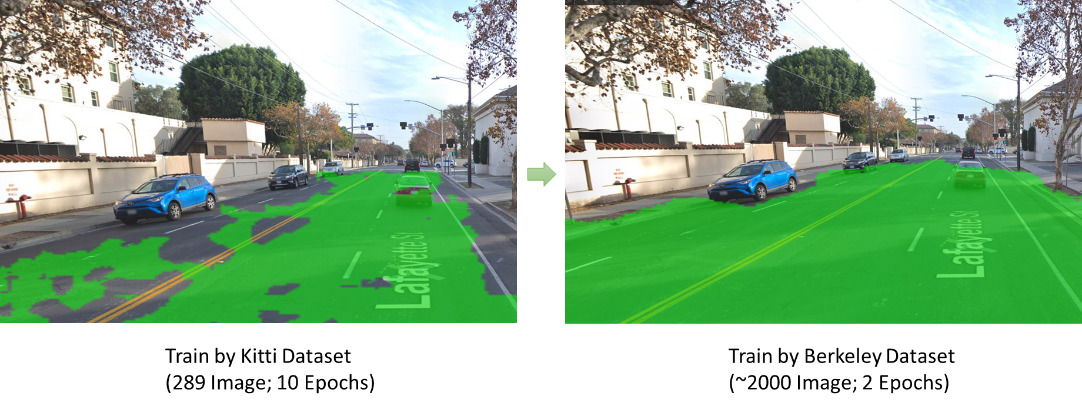 Lafayette St
Lafayette St
Train by Kitti Dataset
(289 Image; 10 Epochs)
Train by Berkeley Dataset
(~2000 Image; 2 Epochs)